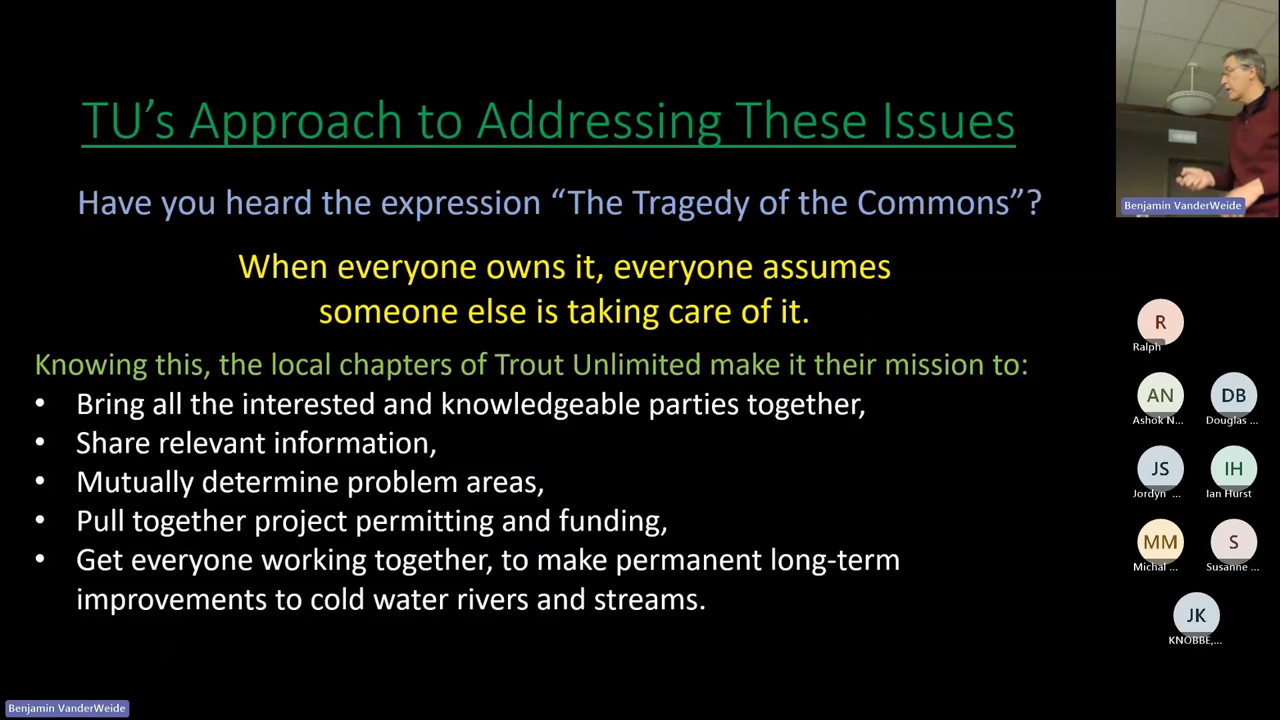 TU’s Approach to Addressing These Issues
Have you heard the expression “The Tragedy of the Commons”?
When everyone owns it, everyone assumes
someone else is taking care of it.
Knowing this, the local chapters of Trout Unlimited make it their mission to:
• Bring all the interested and knowledgeable parties together,
• Share relevant information,
• Mutually determine problem areas,
• Pull together project permitting and funding,
• Get everyone working together, to make permanent long-term
improvements to cold water rivers and streams.
Benjamin VanderWeide
R
Ralph
AN
Ashok N...
DB
Douglas ...
JS
Jordyn ...
IH
Ian Hurst
MM
Michal ...
S
Susanne ...
JK
KNOBBE,...
Benjamin VanderWeide